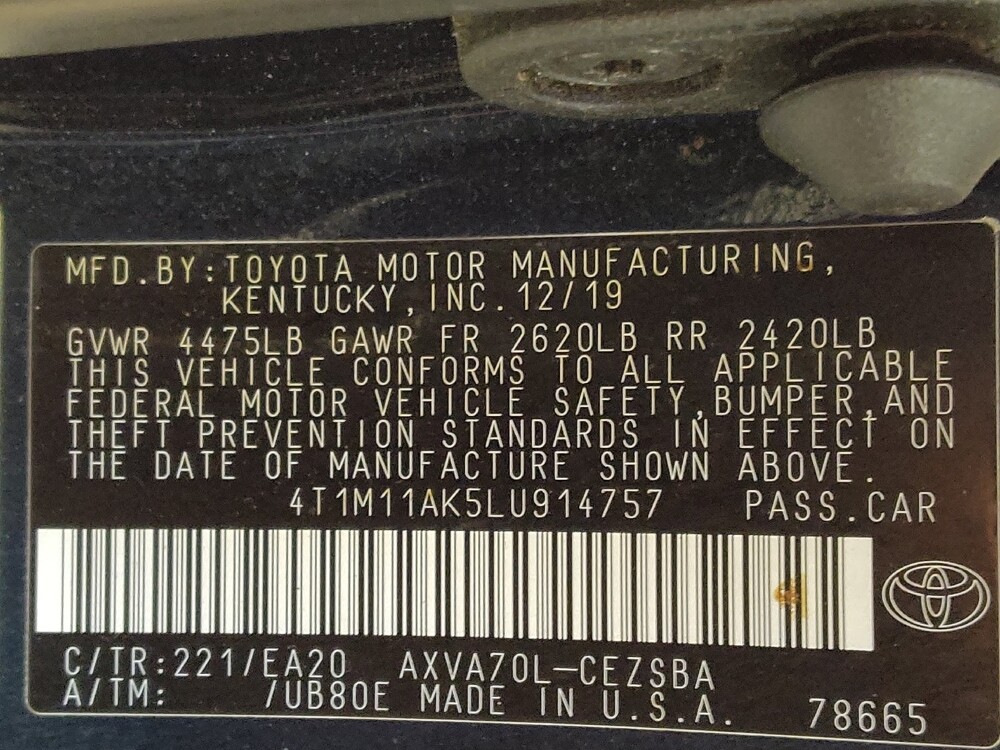 MFD.BY:TOYOTA MOTOR MANUFACTURING,
KENTUCKY,INC.12/19
GVWR 4475LB GAWR FR 2620LB RR 2420LB
THIS VEHICLE CONFORMS TO ALL APPLICABLE
FEDERAL MOTOR VEHICLE SAFETY,BUMPER,AND
THEFT PREVENTION STANDARDS IN EFFECT ON
THE DATE OF MANUFACTURE SHOWN ABOVE.
4T1M11AK5LU914757 PASS.CAR
C/TR:221/EA20 AXVA70L-CEZSBA
A/TM: /UB80E MADE IN U.S.A. 78665